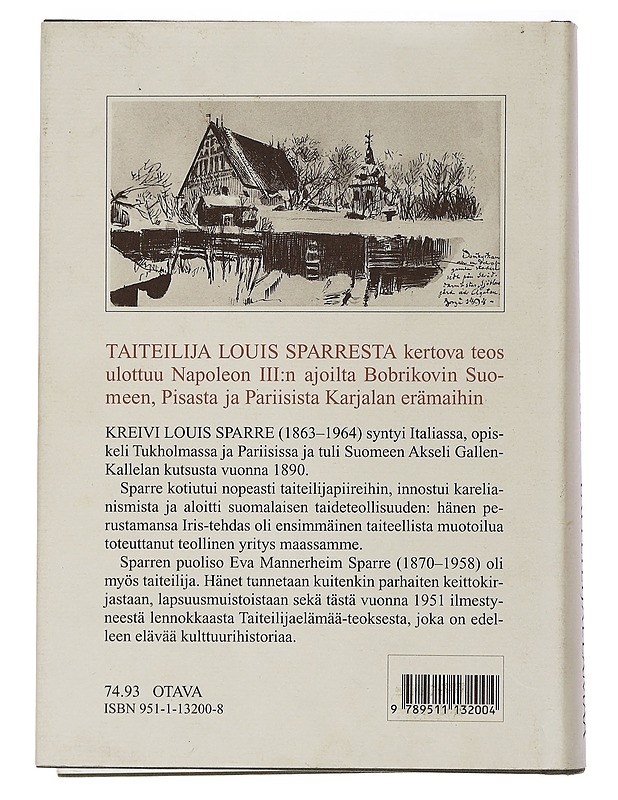 TAITEILIJA LOUIS SPARRESTA kertova teos
ulottuu Napoleon III:n ajoilta Bobrikovin Suo-
meen, Pisasta ja Pariisista Karjalan erämaihin
KREIVI LOUIS SPARRE (1863–1964) syntyi Italiassa, opis-
keli Tukholmassa ja Pariisissa ja tuli Suomeen Akseli Gallen-
Kallelan kutsusta vuonna 1890.
Sparre kotiutui nopeasti taiteilijapiireihin, innostui karelia-
nismista ja aloitti suomalaisen taideteollisuuden: hänen pe-
rustamansa Iris-tehdas oli ensimmäinen taiteellista muotoilua
toteuttanut teollinen yritys maassamme.
Sparren puoliso Eva Mannerheim Sparre (1870–1958) oli
myös taiteilija. Hänet tunnetaan kuitenkin parhaiten keittokir-
jastaan, lapsuusmuistoistaan sekä tästä vuonna 1951 ilmesty-
neestä lennokkaasta Taiteilijaelämää-teoksesta, joka on edel-
leen elävää kulttuurihistoriaa.
74.93 OTAVA
ISBN 951-1-13200-8
9 789511 132004